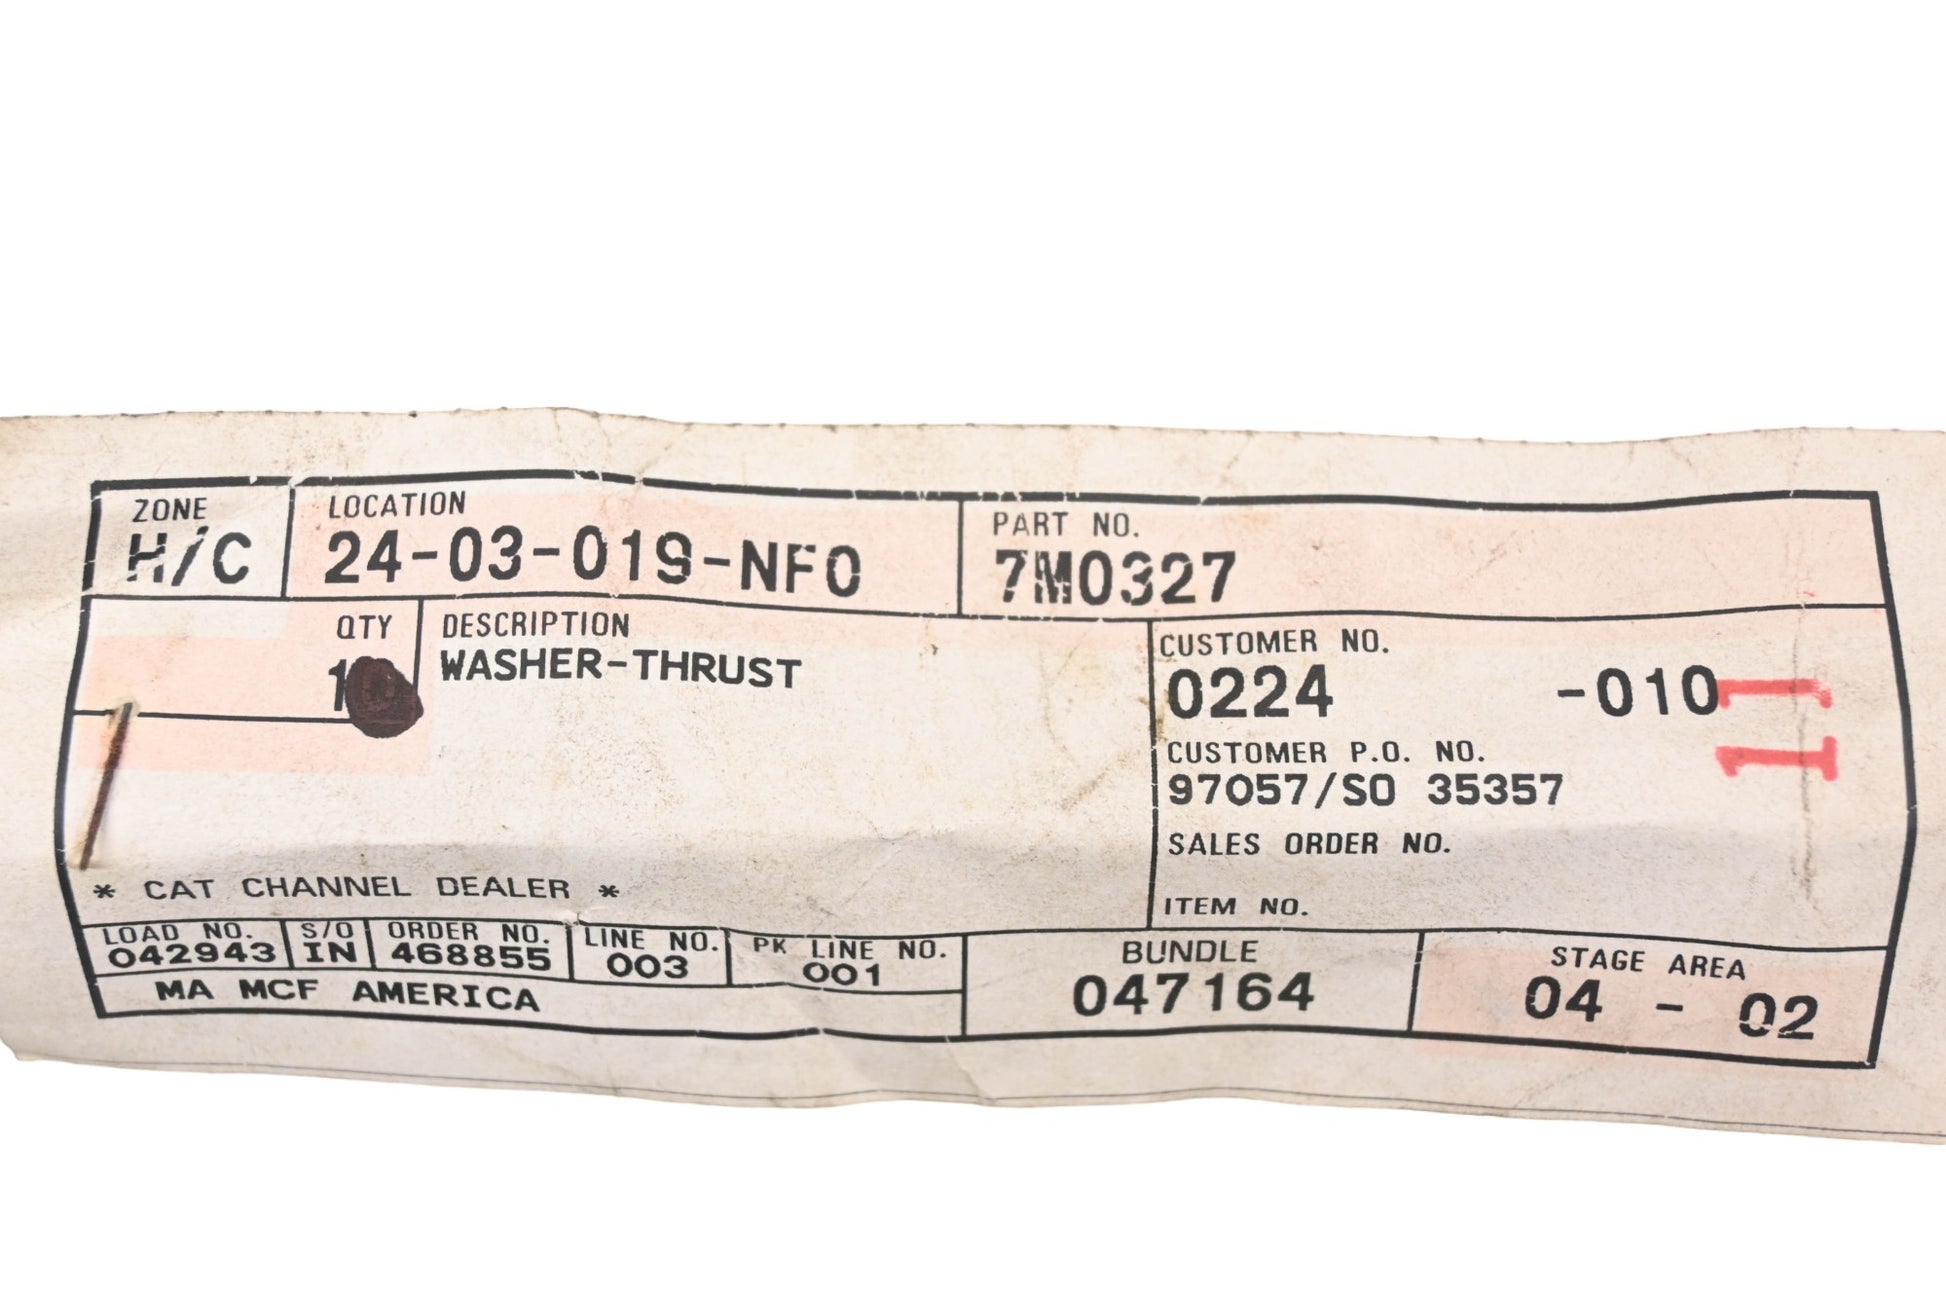 ZONE LOCATION PART NO.
H/C 24-03-019-NF0 7M0327
QTY DESCRIPTION CUSTOMER NO.
WASHER-THRUST 0224 -010
CUSTOMER P.O. NO.
97057/SO 35357
SALES ORDER NO.
ITEM NO.
* CAT CHANNEL DEALER *
LOAD NO. S/O ORDER NO. LINE NO. PK LINE NO. BUNDLE STAGE AREA
042943 IN 468855 003 001 047164 04 - 02
MA MCF AMERICA